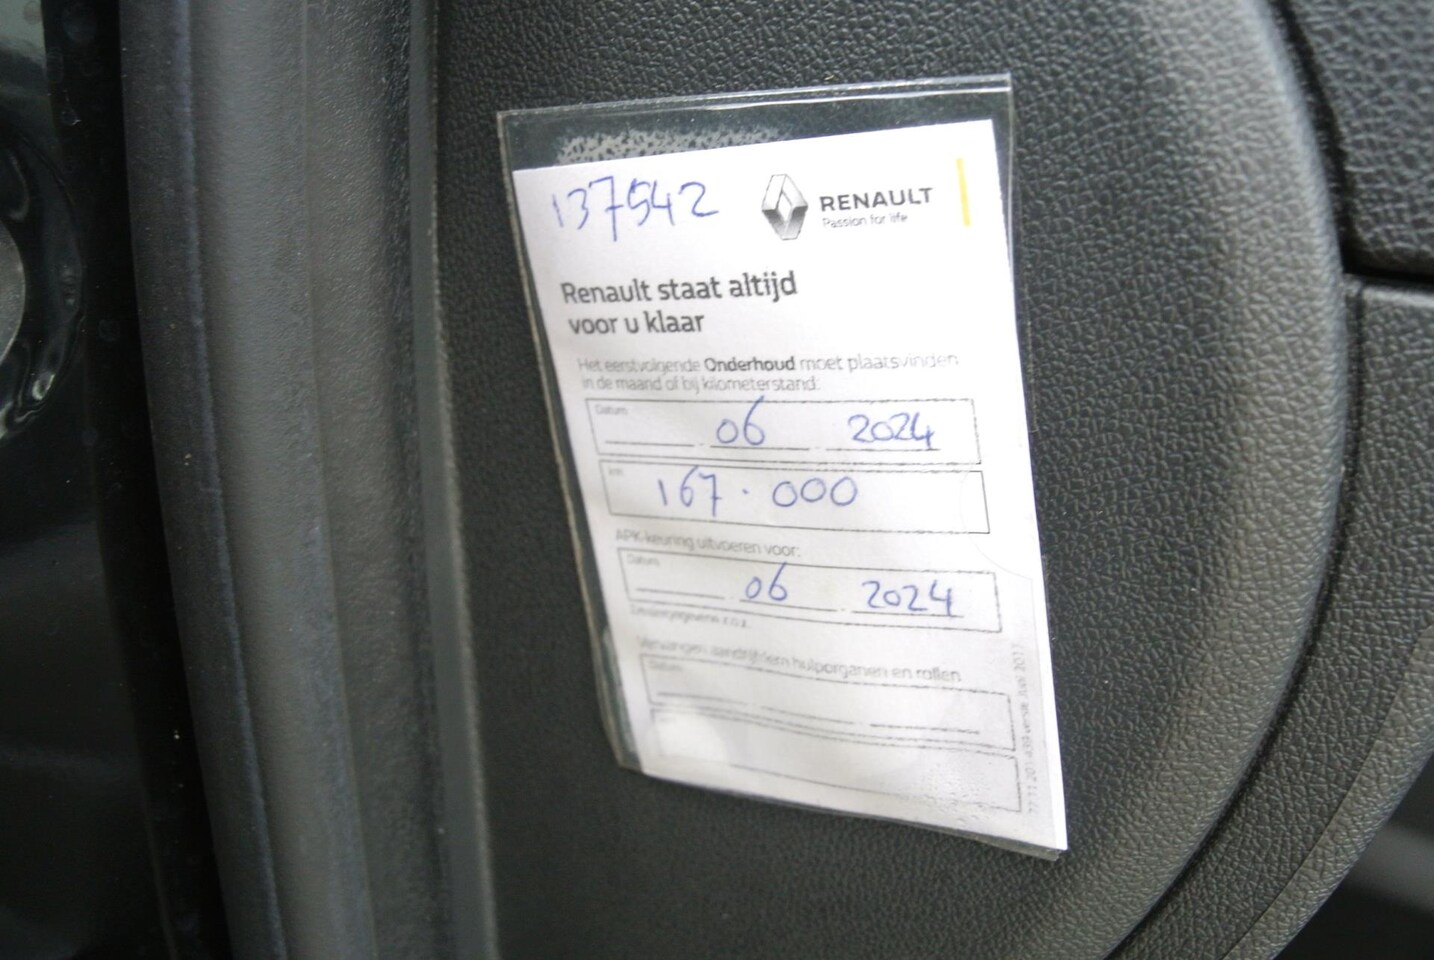 137542
RENAULT
Passion for life
Renault staat altijd
voor u klaar
Het eerstvolgende Onderhoud moet plaatsvinden
in de maand of bij kilometerstand:
Datum
06 2024
km
167.000
APK-keuring uitvoeren voor:
Datum
06 2024
Vervangen aandrijfriem hulporganen en rollen
Datum